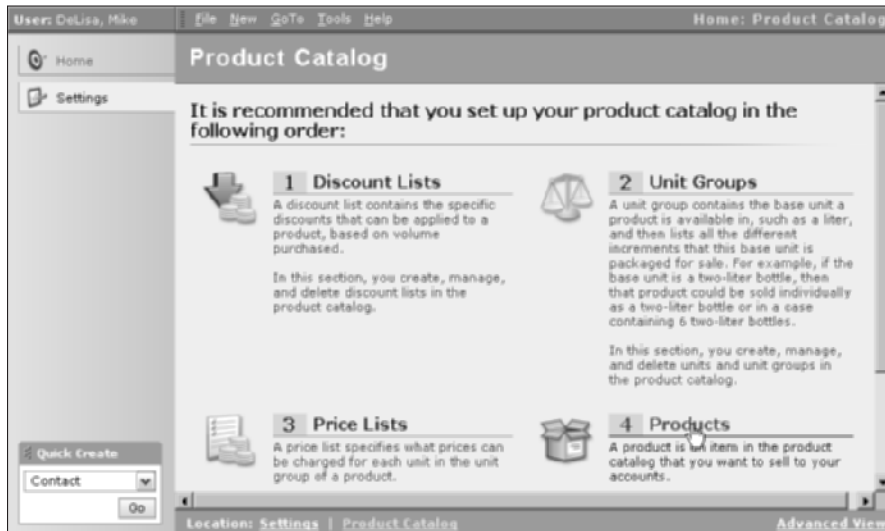 User: DeLisa, Mike
File New GoTo Tools Help
Home: Product Catalog
Home
Settings
Product Catalog
It is recommended that you set up your product catalog in the
following order:
1 Discount Lists
A discount list contains the specific
discounts that can be applied to a
product, based on volume
purchased.
In this section, you create, manage,
and delete discount lists in the
product catalog.
2 Unit Groups
A unit group contains the base unit a
product is available in, such as a liter,
and then lists all the different
increments that this base unit is
packaged for sale. For example, if the
base unit is a two-liter bottle, then
that product could be sold individually
as a two-liter bottle or in a case
containing 6 two-liter bottles.
In this section, you create, manage,
and delete units and unit groups in
the product catalog.
3 Price Lists
A price list specifies what prices can
be charged for each unit in the unit
group of a product.
4 Products
A product is an item in the product
catalog that you want to sell to your
accounts.
Quick Create
Contact
Go
Location: Settings | Product Catalog
Advanced View